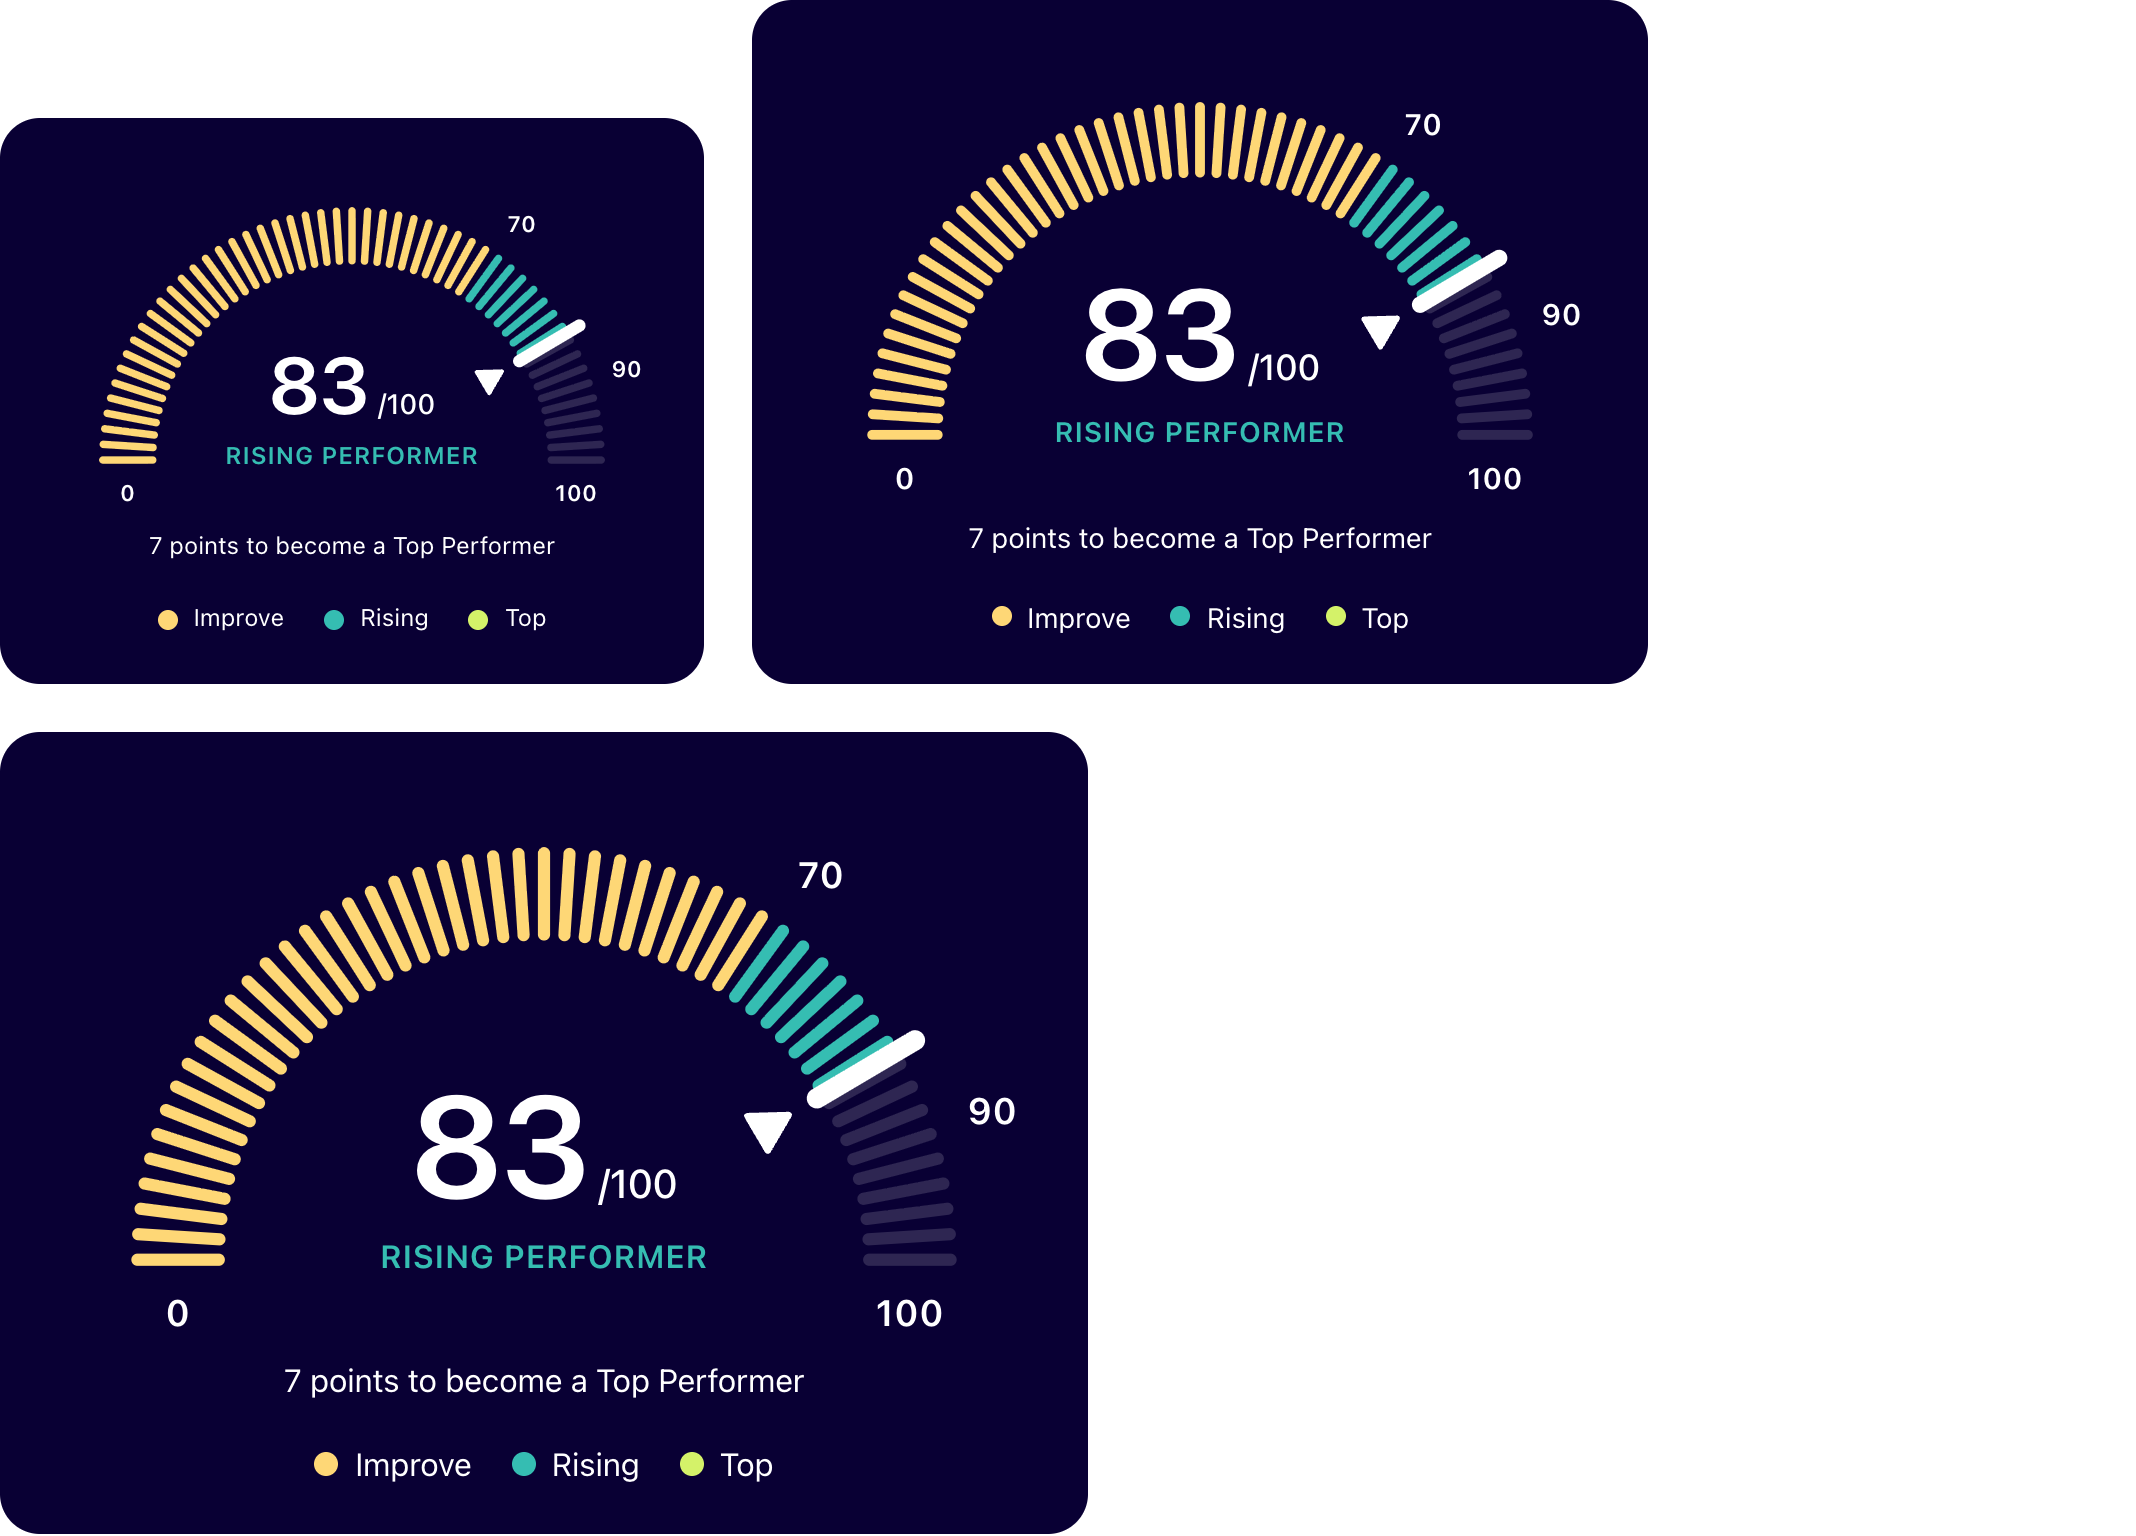 70
90
83 /100
RISING PERFORMER
0
100
7 points to become a Top Performer
Improve
Rising
Top
70
90
83 /100
RISING PERFORMER
0
100
7 points to become a Top Performer
Improve
Rising
Top
70
90
83 /100
RISING PERFORMER
0
100
7 points to become a Top Performer
Improve
Rising
Top